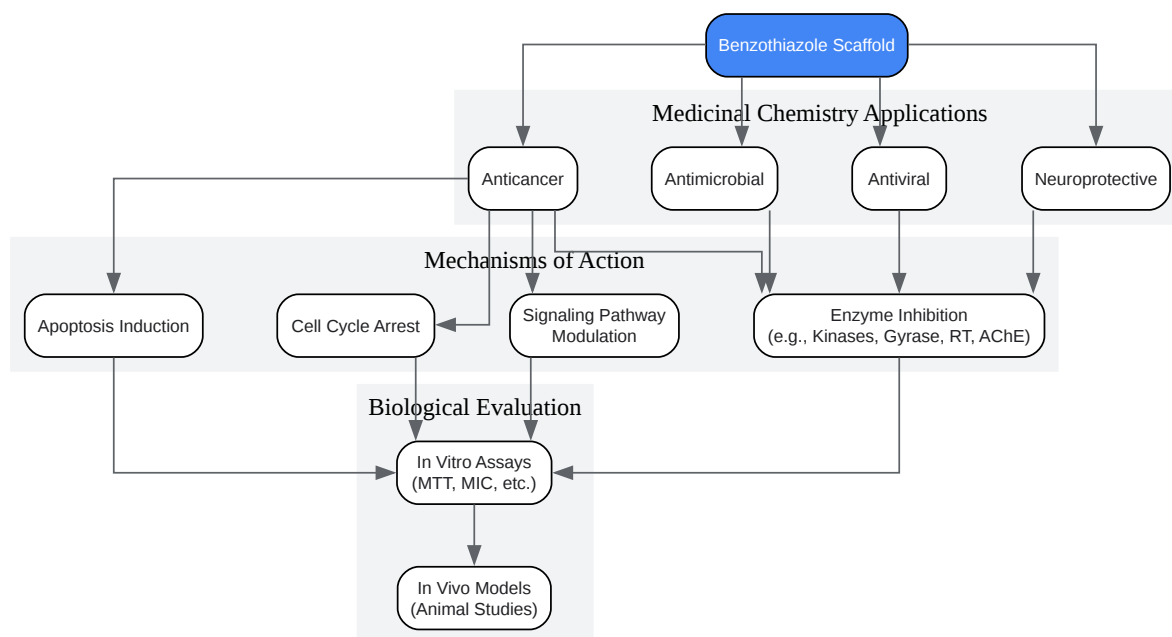 Benzothiazole Scaffold
Medicinal Chemistry Applications
Anticancer
Antimicrobial
Antiviral
Neuroprotective
Mechanisms of Action
Apoptosis Induction
Cell Cycle Arrest
Signaling Pathway
Modulation
Enzyme Inhibition
(e.g., Kinases, Gyrase, RT, AChE)
Biological Evaluation
In Vitro Assays
(MTT, MIC, etc.)
In Vivo Models
(Animal Studies)